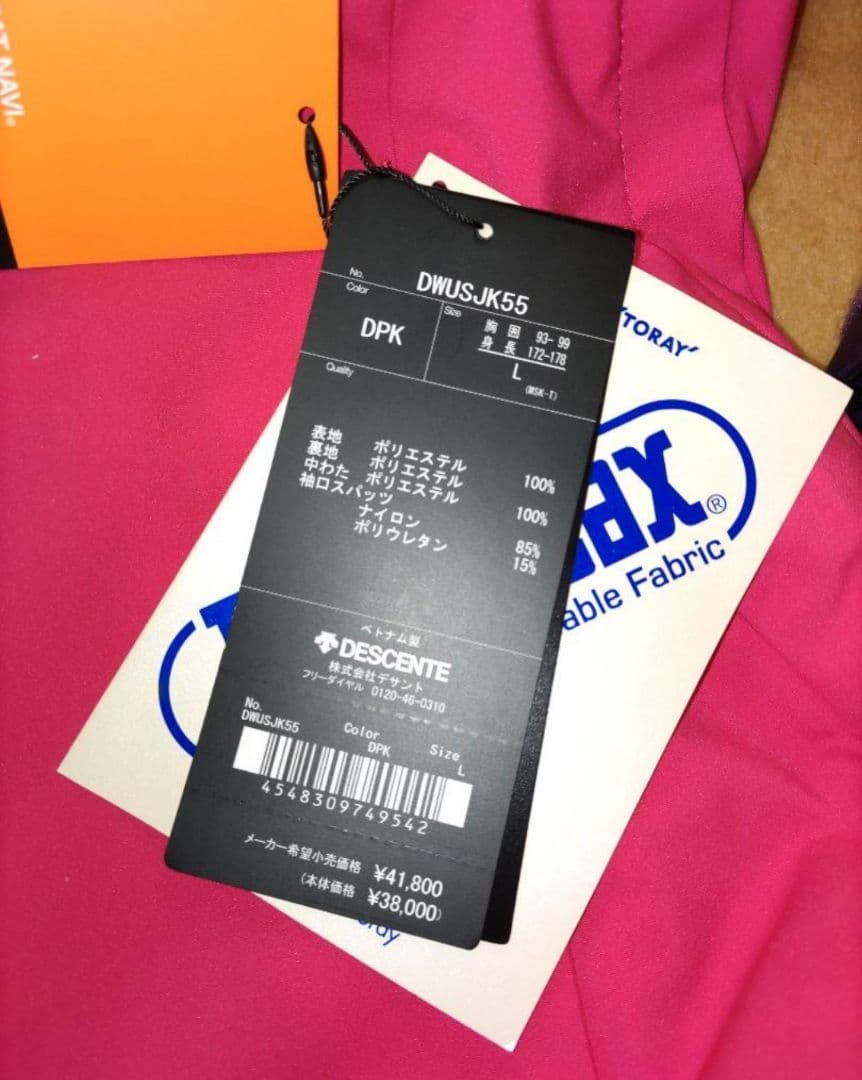 AT NAVI®
No.
DWUSJK55
Color
DPK
Size
胸囲 93-99
身長 172-178
L
(MSK-T)
Quality
表地 ポリエステル 100%
裏地 ポリエステル
中わた ポリエステル 100%
袖口スパッツ
ナイロン 85%
ポリウレタン 15%
ベトナム製
DESCENTE
株式会社デサント
フリーダイヤル 0120-46-0310
No. Color Size
DWUSJK55 DPK L
4548309749542
メーカー希望小売価格 ¥41,800
(本体価格 ¥38,000)
'TORAY'
ax®
able Fabric